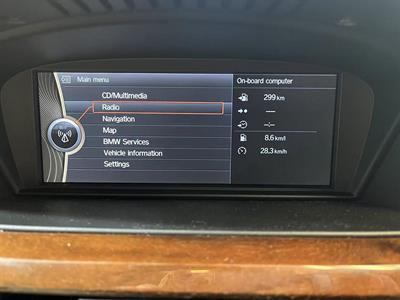 Main menu
CD/Multimedia
Radio
Navigation
Map
BMW Services
Vehicle information
Settings
On-board computer
299 km
---
--:--
8.6 km/l
28.3 km/h